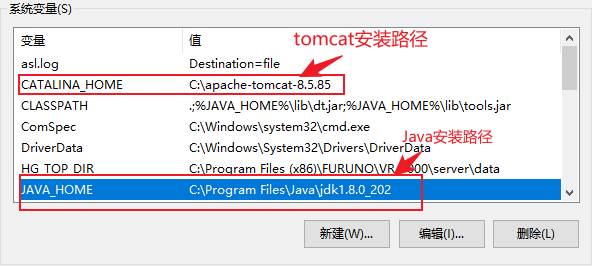 系统变量(S)
变量 值
tomcat安装路径
asl.log Destination=file
CATALINA_HOME C:\apache-tomcat-8.5.85
CLASSPATH .;%JAVA_HOME%\lib\dt.jar;%JAVA_HOME%\lib\tools.jar
ComSpec C:\Windows\system32\cmd.exe
Java安装路径
DriverData C:\Windows\System32\Drivers\DriverData
HG_TOP_DIR C:\Program Files (x86)\FURUNO\VR 000\server\data
JAVA_HOME C:\Program Files\Java\jdk1.8.0_202
新建(W)... 编辑(I)... 删除(L)